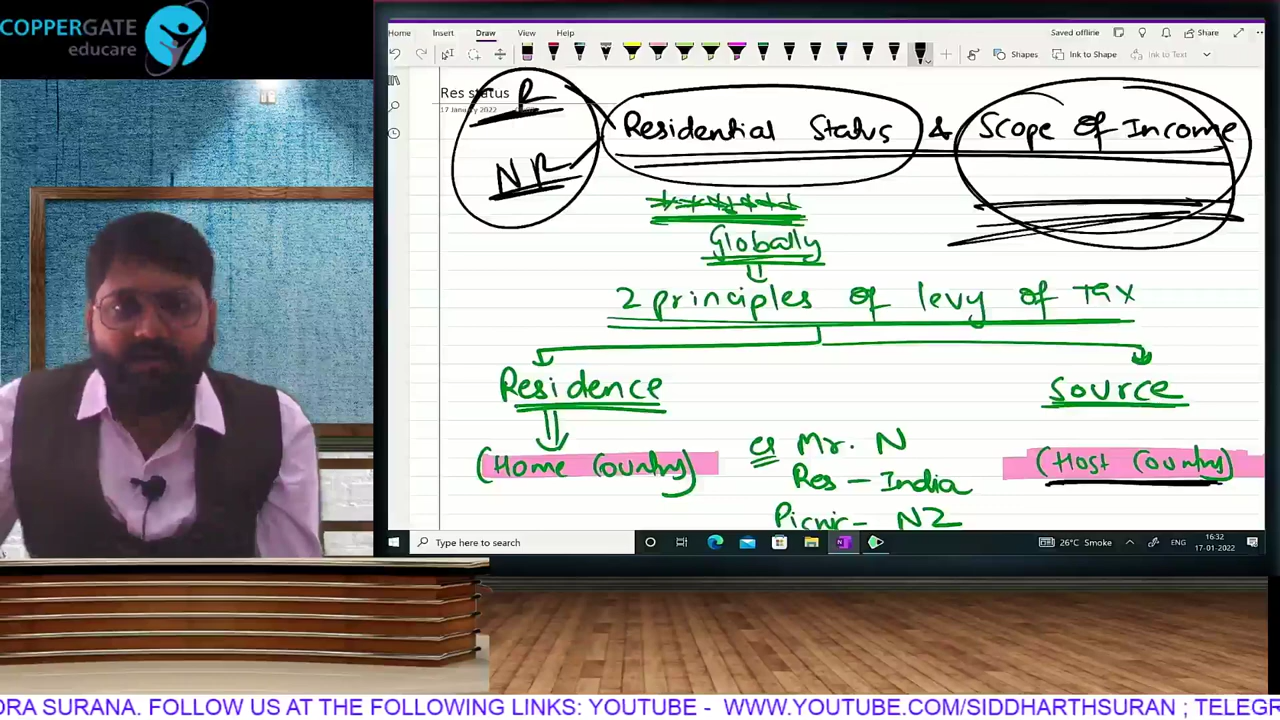 COPPERGATE
educare
Home Insert Draw View Help
Saved offline Share
Shapes Ink to Shape Ink to Text
Res status
17 January 2022
R
NR
Residential Status & Scope of Income
Globally
2 principles of levy of Tax
Residence Source
(Home Country) (Host Country)
eg Mr. N
Res - India
Picnic - NZ
Type here to search
26°C Smoke ENG 16:32
17-01-2022
ORA SURANA. FOLLOW US AT THE FOLLOWING LINKS: YOUTUBE - WWW.YOUTUBE.COM/SIDDHARTHSURAN ; TELEGR